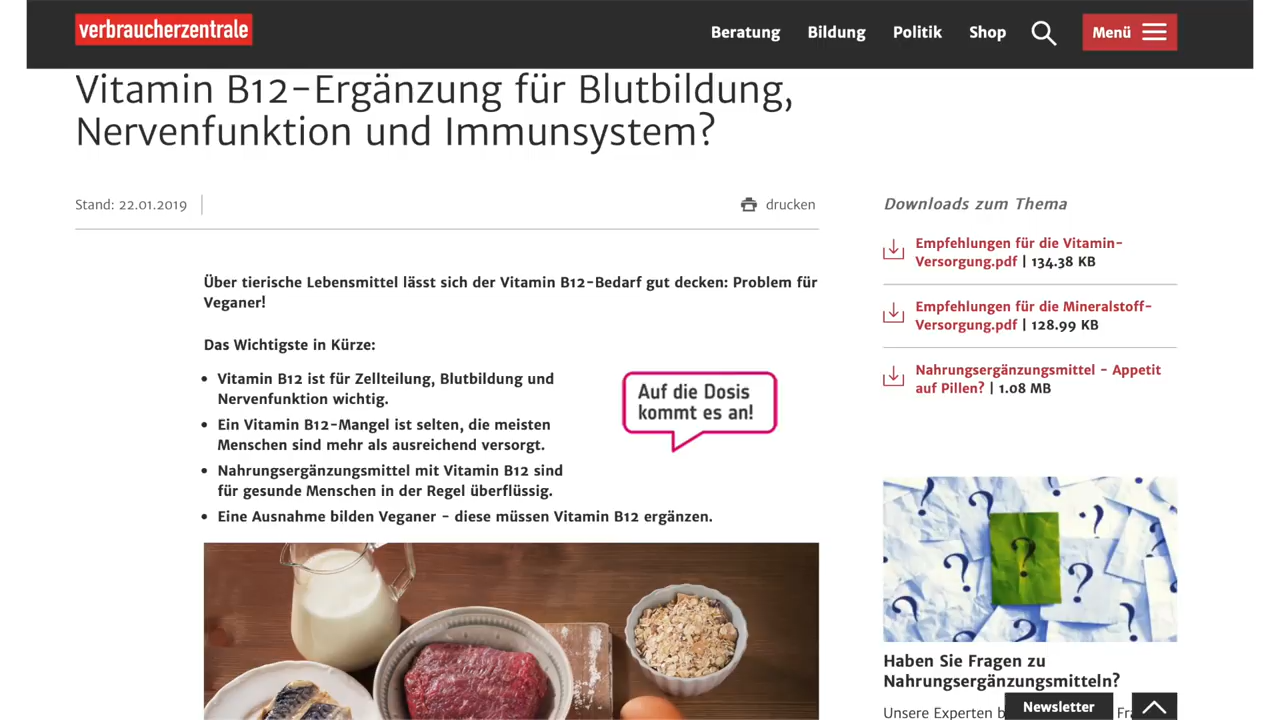 verbraucherzentrale
Beratung Bildung Politik Shop Menü
Vitamin B12-Ergänzung für Blutbildung,
Nervenfunktion und Immunsystem?
Stand: 22.01.2019
drucken
Über tierische Lebensmittel lässt sich der Vitamin B12-Bedarf gut decken: Problem für
Veganer!
Das Wichtigste in Kürze:
• Vitamin B12 ist für Zellteilung, Blutbildung und
Nervenfunktion wichtig.
• Ein Vitamin B12-Mangel ist selten, die meisten
Menschen sind mehr als ausreichend versorgt.
• Nahrungsergänzungsmittel mit Vitamin B12 sind
für gesunde Menschen in der Regel überflüssig.
• Eine Ausnahme bilden Veganer - diese müssen Vitamin B12 ergänzen.
Auf die Dosis
kommt es an!
Downloads zum Thema
Empfehlungen für die Vitamin-
Versorgung.pdf | 134.38 KB
Empfehlungen für die Mineralstoff-
Versorgung.pdf | 128.99 KB
Nahrungsergänzungsmittel - Appetit
auf Pillen? | 1.08 MB
? ? ? ? ? ? ?
Haben Sie Fragen zu
Nahrungsergänzungsmitteln?
Unsere Experten
Newsletter